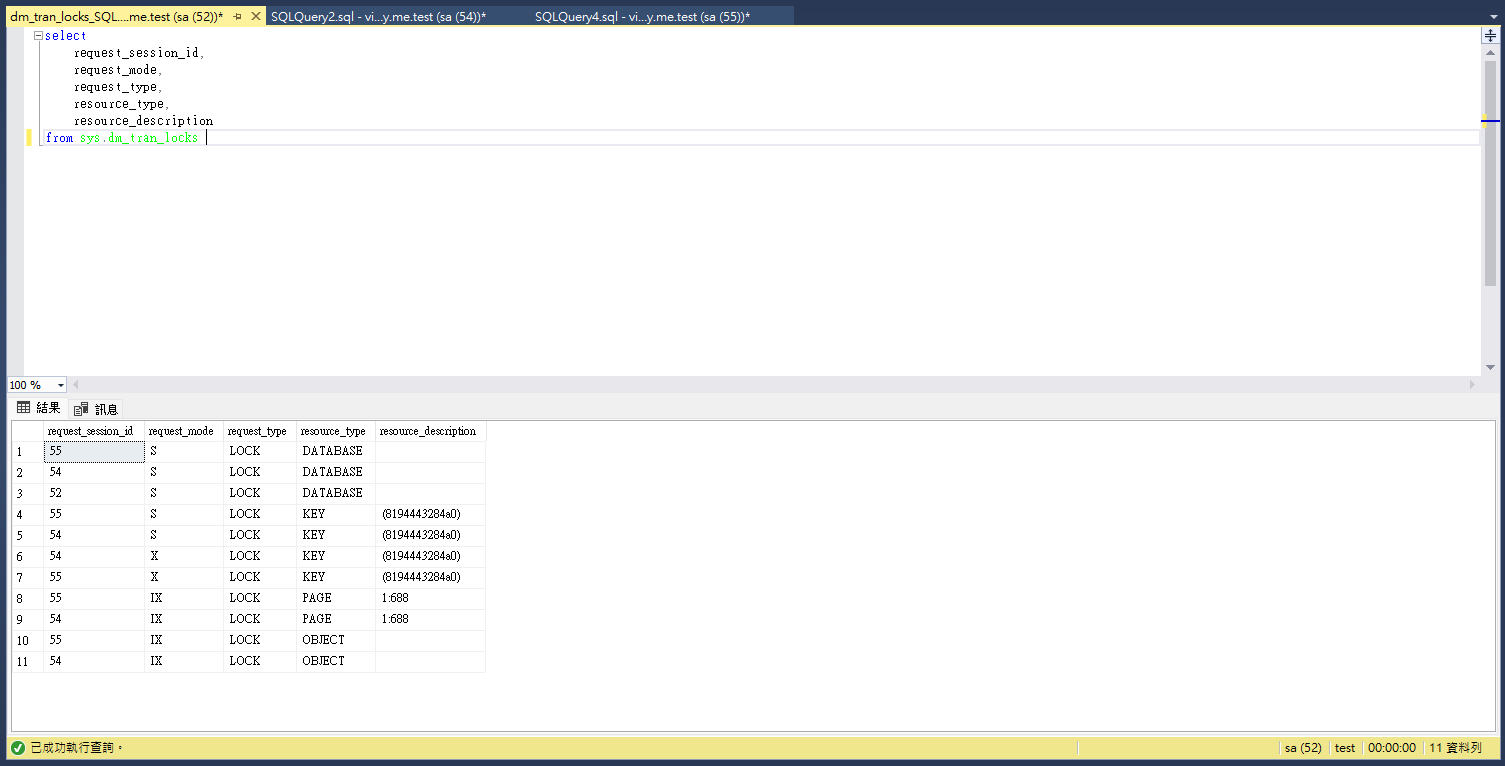 dm_tran_locks_SQL....me.test (sa (52))* SQLQuery2.sql - vi...y.me.test (sa (54))* SQLQuery4.sql - vi...y.me.test (sa (55))*
select
request_session_id,
request_mode,
request_type,
resource_type,
resource_description
from sys.dm_tran_locks
100 %
結果 訊息
request_session_id request_mode request_type resource_type resource_description
1 55 S LOCK DATABASE
2 54 S LOCK DATABASE
3 52 S LOCK DATABASE
4 55 S LOCK KEY (8194443284a0)
5 54 S LOCK KEY (8194443284a0)
6 54 X LOCK KEY (8194443284a0)
7 55 X LOCK KEY (8194443284a0)
8 55 IX LOCK PAGE 1:688
9 54 IX LOCK PAGE 1:688
10 55 IX LOCK OBJECT
11 54 IX LOCK OBJECT
已成功執行查詢。 sa (52) test 00:00:00 11 資料列